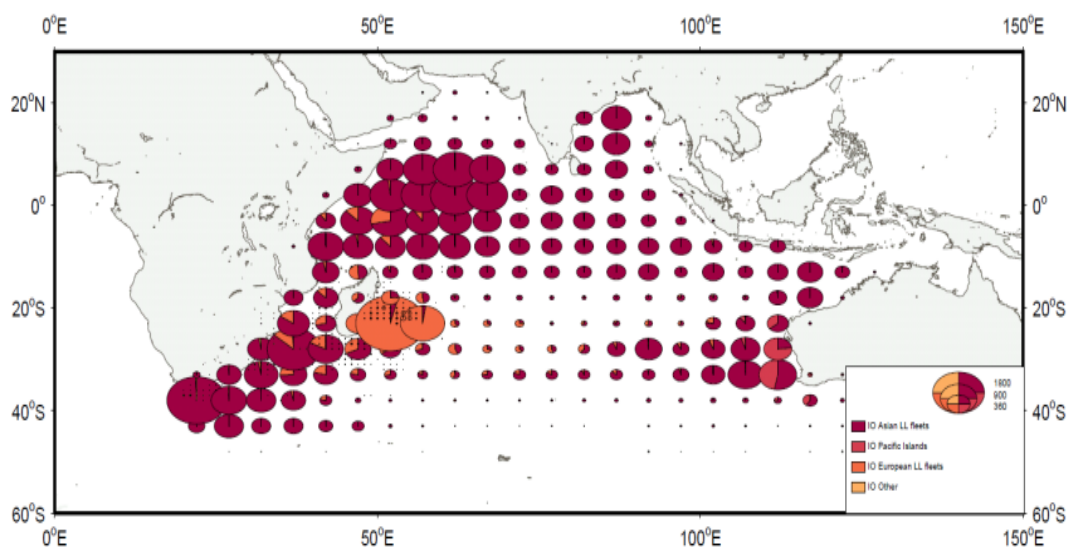 0°E 50°E 100°E 150°E
20°N 20°N
0° 0°
20°S 20°S
1800
900
360
40°S 40°S
IO Asian LL fleets
IO Pacific Islands
IO European LL fleets
IO Other
60°S 60°S
0°E 50°E 100°E 150°E